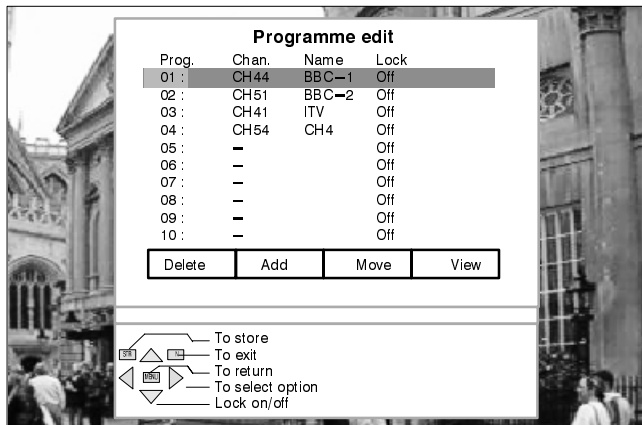 Programme edit
Prog. Chan. Name Lock
01 : CH44 BBC–1 Off
02 : CH51 BBC–2 Off
03 : CH41 ITV Off
04 : CH54 CH4 Off
05 : – Off
06 : – Off
07 : – Off
08 : – Off
09 : – Off
10 : – Off
Delete Add Move View
To store
STR To exit
MENU To return
To select option
Lock on/off